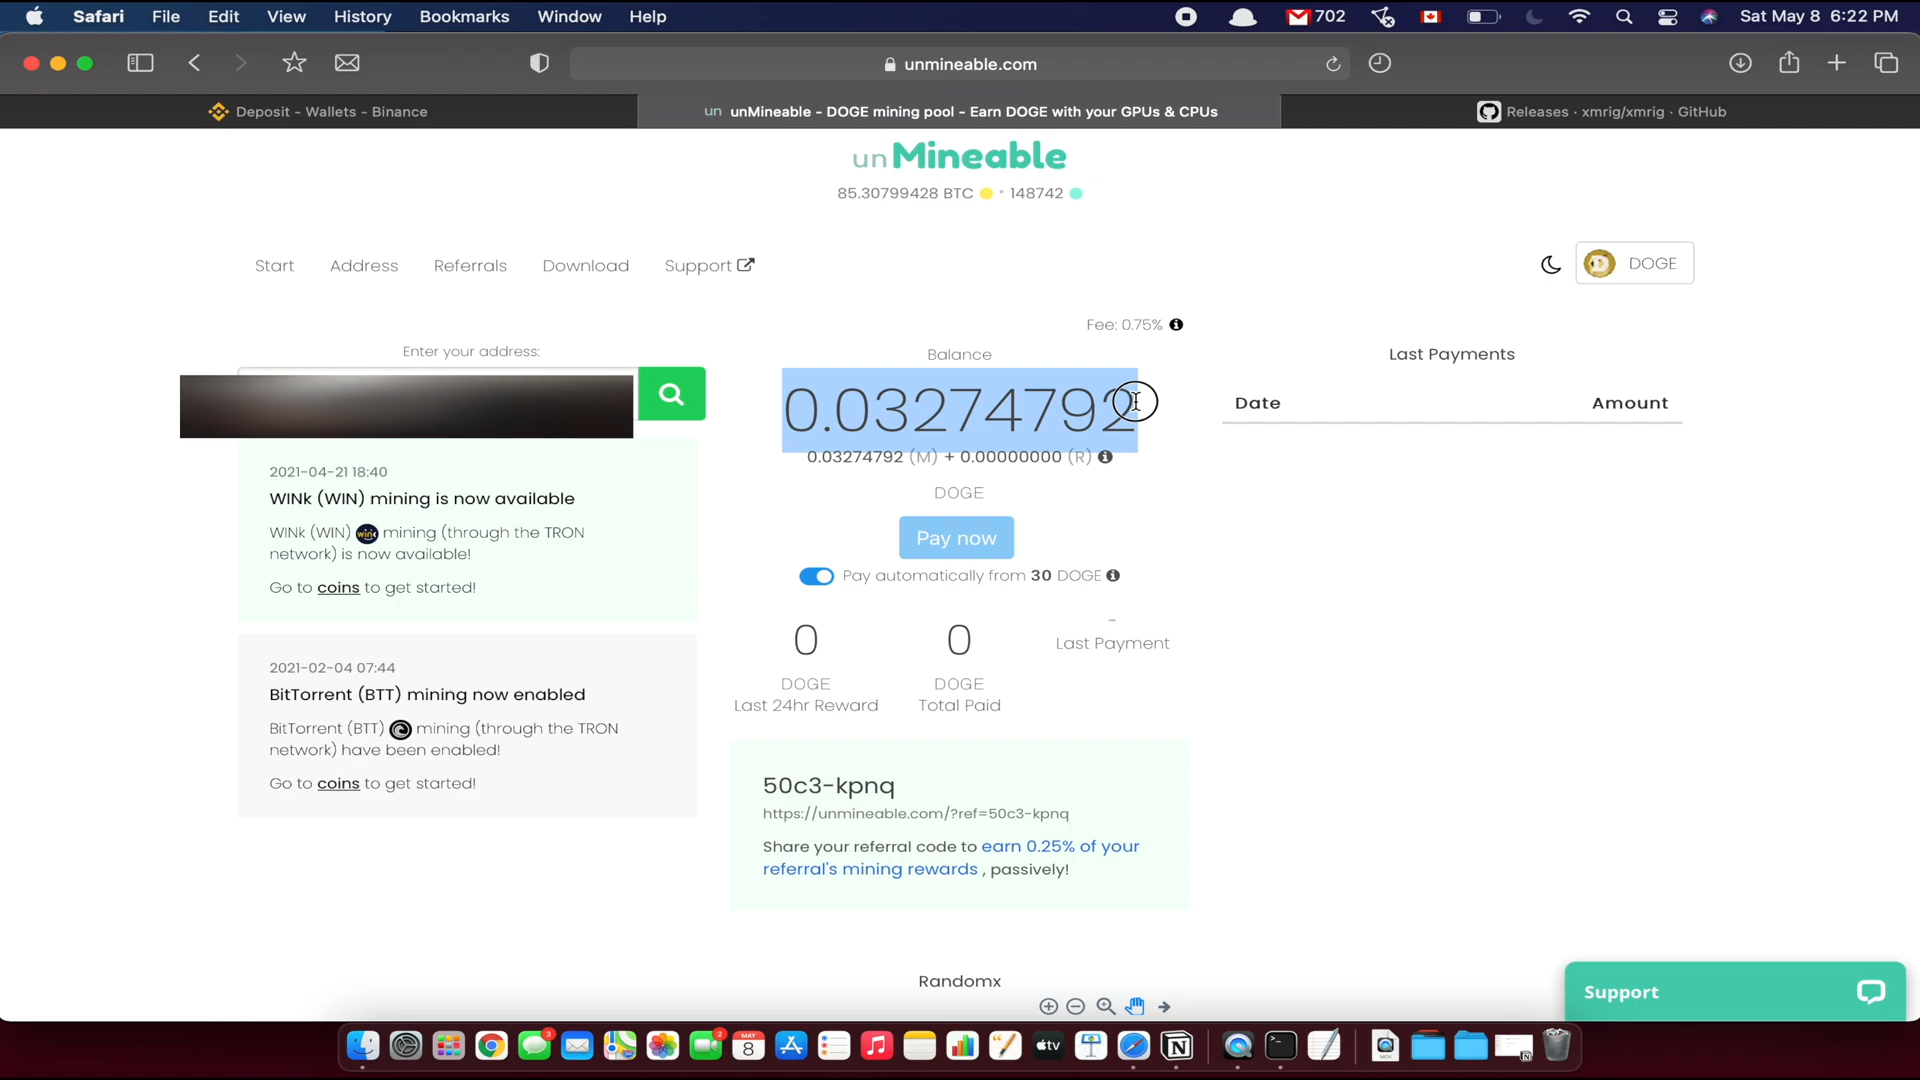 Safari File Edit View History Bookmarks Window Help 702 Sat May 8 6:22 PM
unmineable.com
Deposit - Wallets - Binance
un unMineable - DOGE mining pool - Earn DOGE with your GPUs & CPUs
Releases · xmrig/xmrig · GitHub
unMineable
85.30799428 BTC • 148742
Start Address Referrals Download Support
DOGE
Fee: 0.75%
Enter your address:
Balance
0.03274792
0.03274792 (M) + 0.00000000 (R)
DOGE
Pay now
Pay automatically from 30 DOGE
0
DOGE
Last 24hr Reward
0
DOGE
Total Paid
-
Last Payment
Last Payments
Date Amount
2021-04-21 18:40
WINk (WIN) mining is now available
WINk (WIN) mining (through the TRON
network) is now available!
Go to coins to get started!
2021-02-04 07:44
BitTorrent (BTT) mining now enabled
BitTorrent (BTT) mining (through the TRON
network) have been enabled!
Go to coins to get started!
50c3-kpnq
https://unmineable.com/?ref=50c3-kpnq
Share your referral code to earn 0.25% of your
referral's mining rewards , passively!
Randomx
Support
3
2
MAY
8
tv